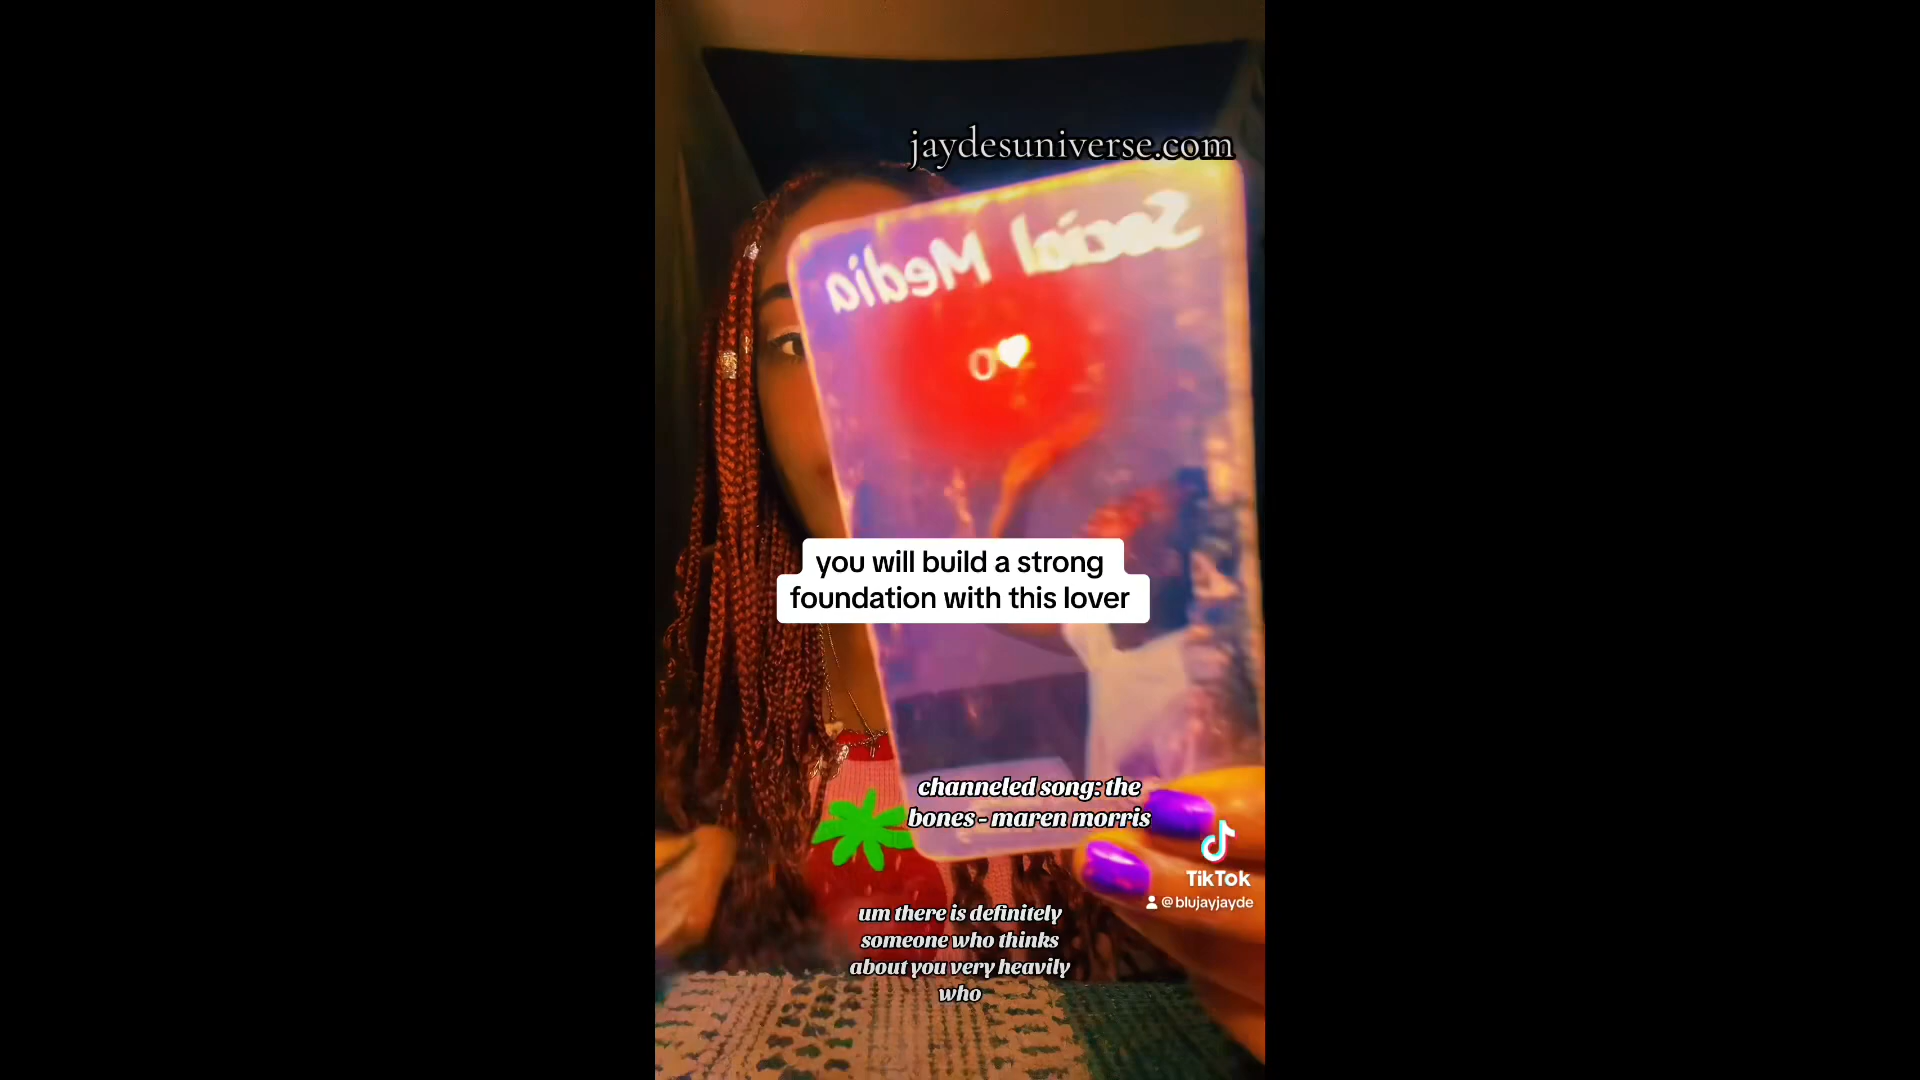 jaydesuniverse.com
Social Media
0
you will build a strong
foundation with this lover
channeled song: the
bones - maren morris
TikTok
@blujayjayde
um there is definitely
someone who thinks
about you very heavily
who